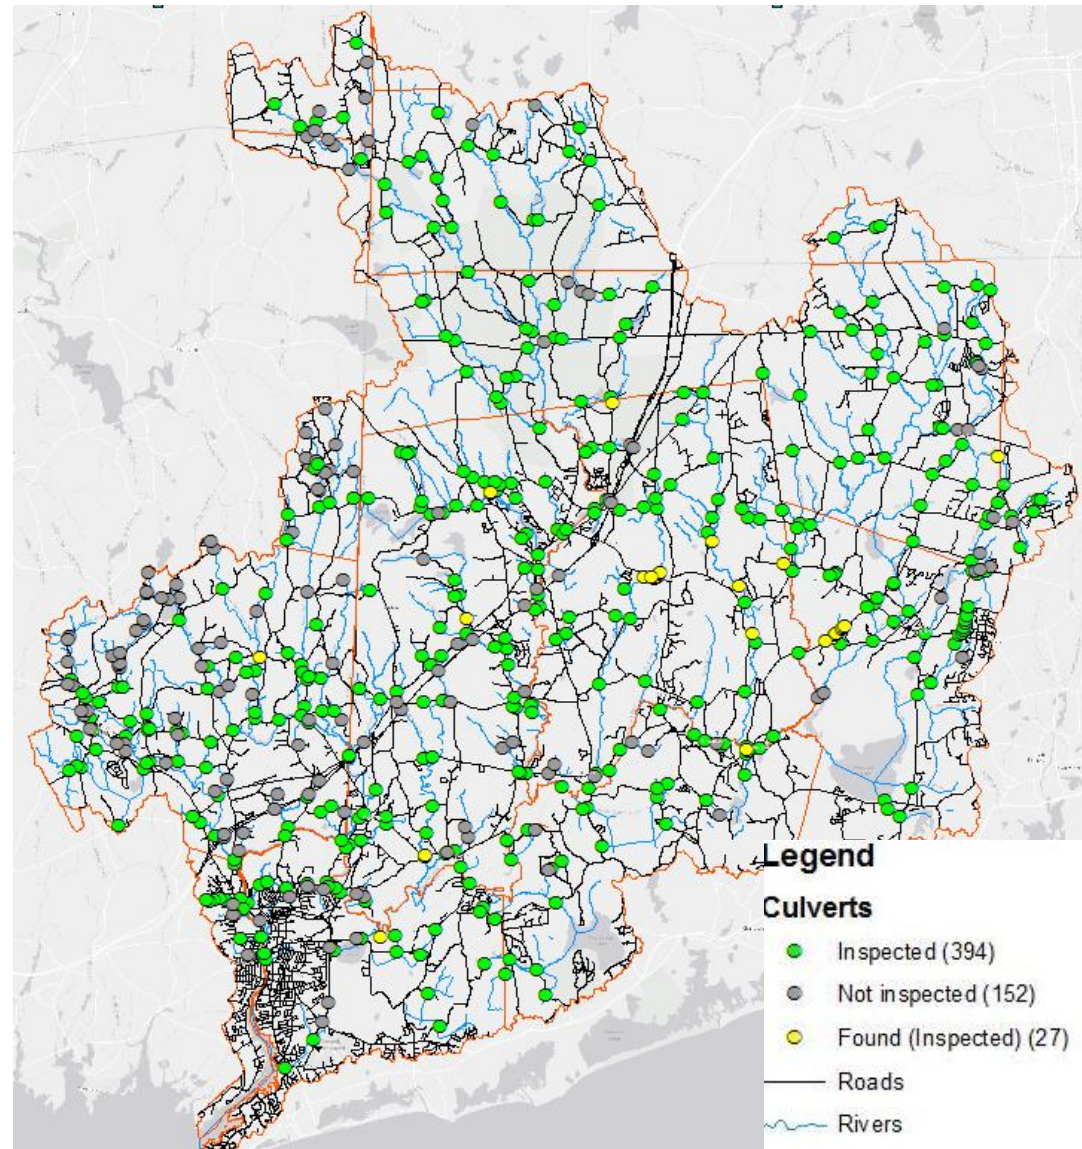 Legend
Culverts
Inspected (394)
Not inspected (152)
Found (Inspected) (27)
Roads
Rivers